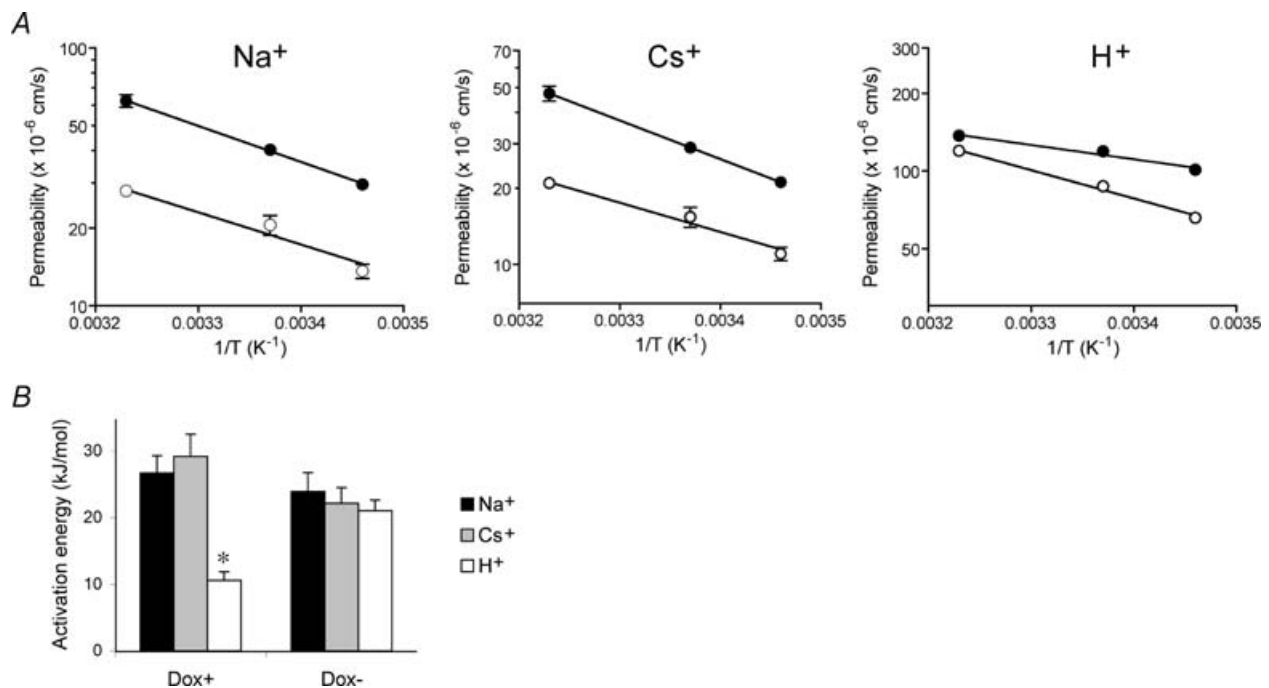 A
Na+
Permeability (x 10-6 cm/s)
100
50
20
10
0.0032
0.0033
0.0034
0.0035
1/T (K-1)
Cs+
Permeability (x 10-6 cm/s)
70
50
30
20
10
0.0032
0.0033
0.0034
0.0035
1/T (K-1)
H+
Permeability (x 10-6 cm/s)
300
200
100
50
0.0032
0.0033
0.0034
0.0035
1/T (K-1)
B
Activation energy (kJ/mol)
30
20
10
0
*
Dox+
Dox-
Na+
Cs+
H+